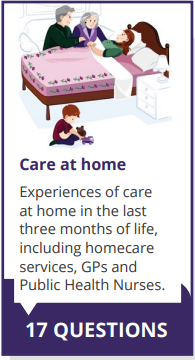 Care at home
Experiences of care
at home in the last
three months of life,
including homecare
services, GPs and
Public Health Nurses.
17 QUESTIONS